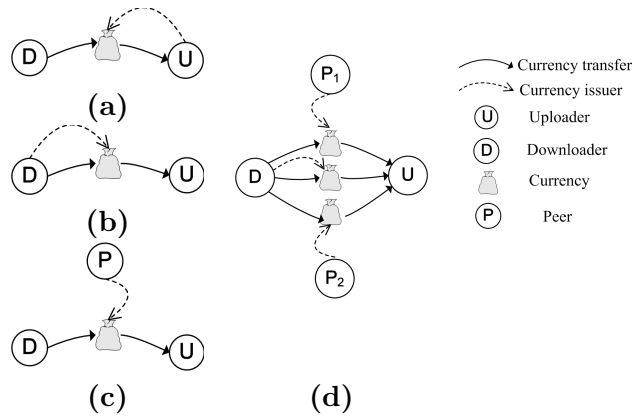 D
U
(a)
D
U
(b)
P
D
U
(c)
P1
D
U
P2
(d)
Currency transfer
Currency issuer
U Uploader
D Downloader
Currency
P Peer